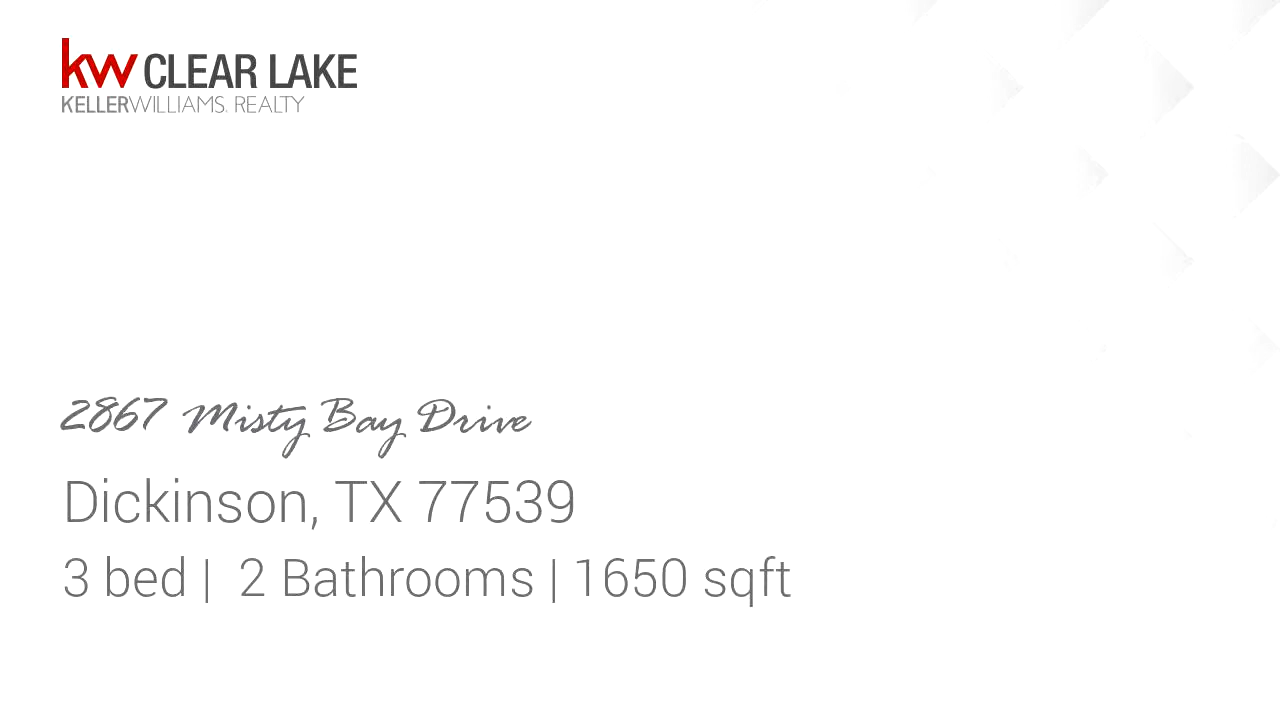 kw CLEAR LAKE
KELLERWILLIAMS. REALTY
2867 Misty Bay Drive
Dickinson, TX 77539
3 bed | 2 Bathrooms | 1650 sqft